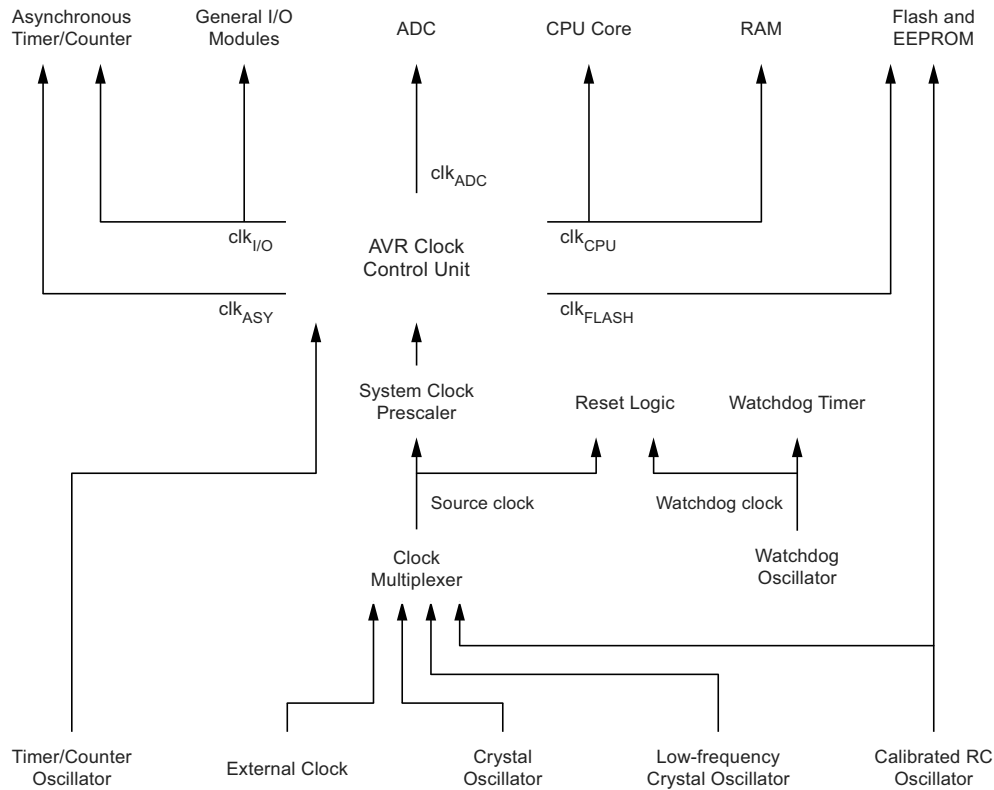 Asynchronous
Timer/Counter
General I/O
Modules
ADC
CPU Core
RAM
Flash and
EEPROM
clkADC
clkI/O
clkCPU
AVR Clock
Control Unit
clkASY
clkFLASH
System Clock
Prescaler
Reset Logic
Watchdog Timer
Source clock
Watchdog clock
Clock
Multiplexer
Watchdog
Oscillator
Timer/Counter
Oscillator
External Clock
Crystal
Oscillator
Low-frequency
Crystal Oscillator
Calibrated RC
Oscillator